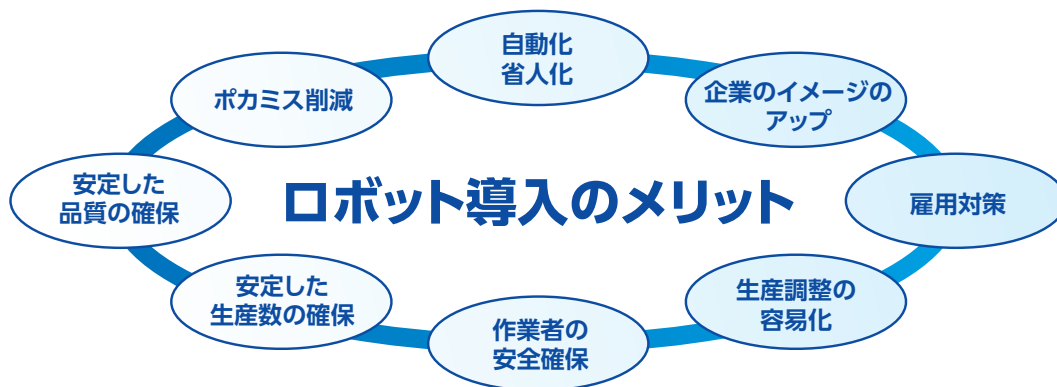 自動化
省人化
ポカミス削減
企業のイメージの
アップ
安定した
品質の確保
ロボット導入のメリット
雇用対策
安定した
生産数の確保
生産調整の
容易化
作業者の
安全確保